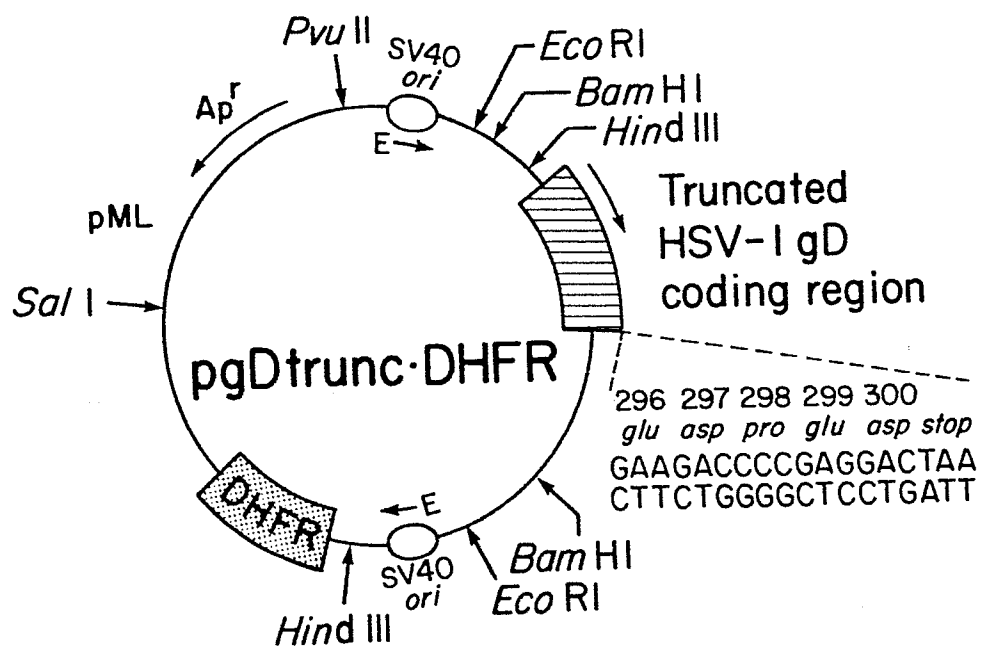 Pvu II
SV40
ori
Eco RI
Bam HI
Hind III
Ap^r
E
pML
Truncated
HSV-I gD
coding region
Sal I
pgDtrunc·DHFR
296 297 298 299 300
glu asp pro glu asp stop
GAAGACCCCGAGGACTAA
CTTCTGGGGCTCCTGATT
DHFR
E
SV40
ori
Bam HI
Eco RI
Hind III